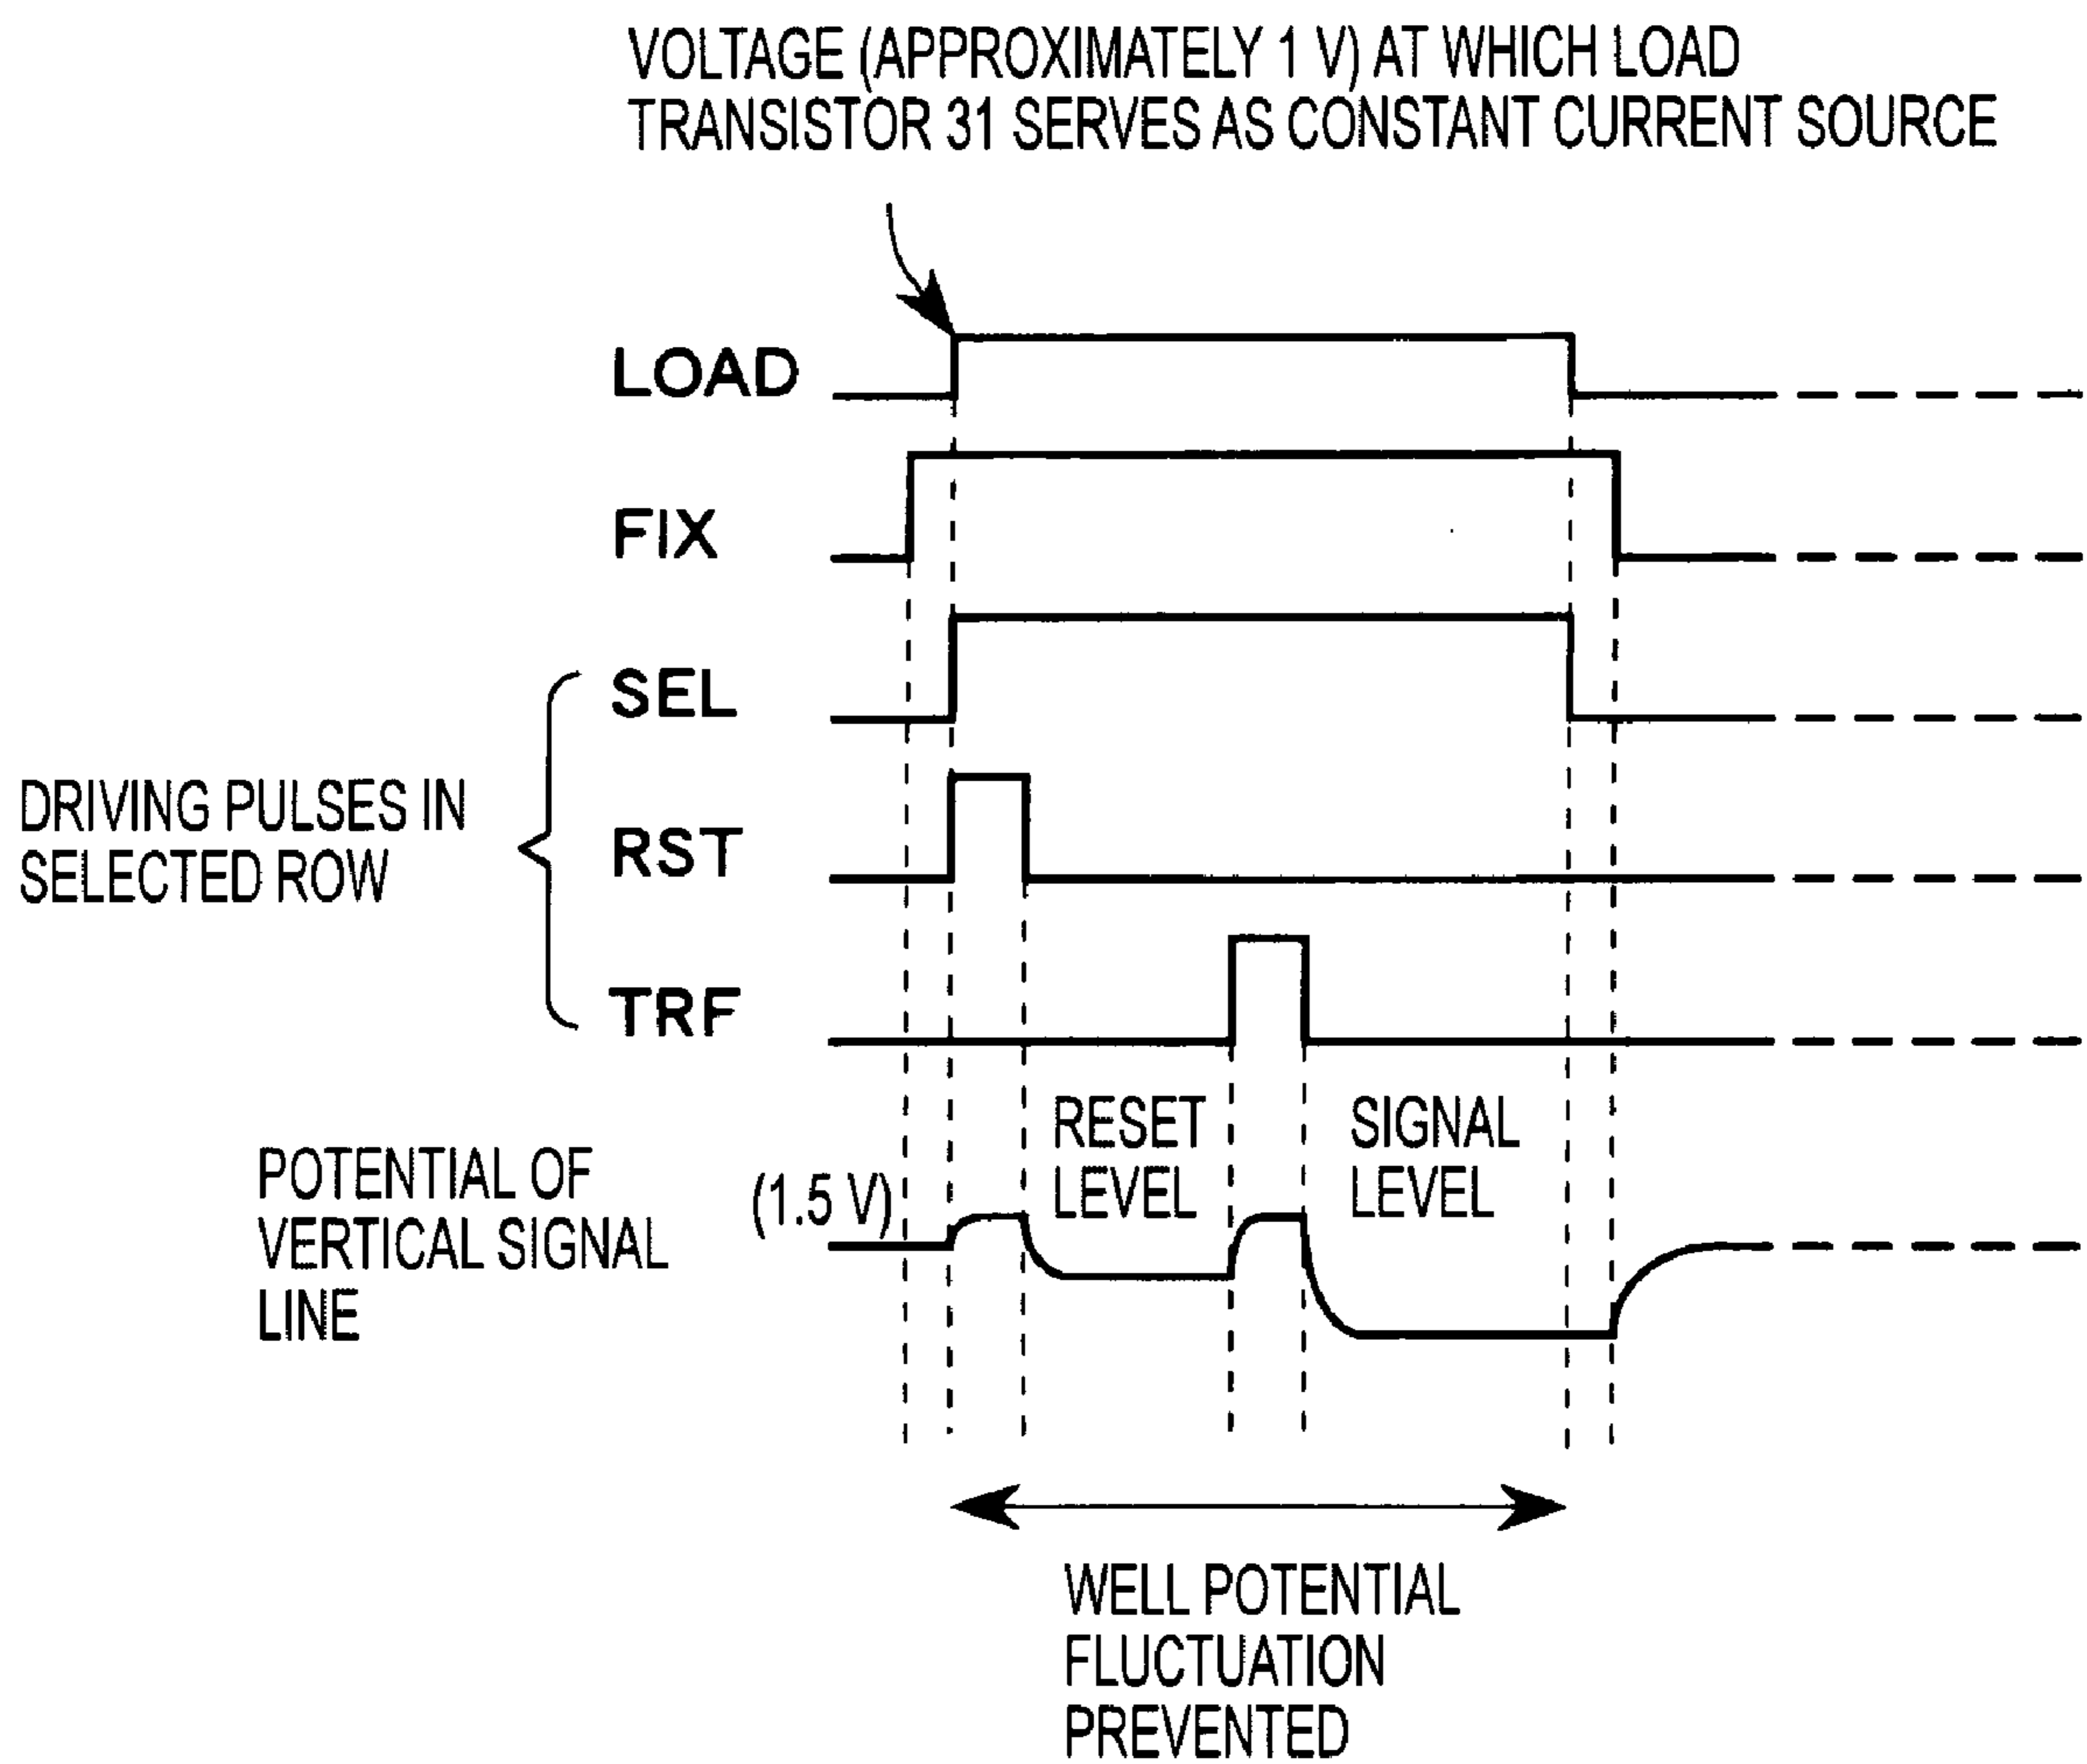 VOLTAGE (APPROXIMATELY 1 V) AT WHICH LOAD
TRANSISTOR 31 SERVES AS CONSTANT CURRENT SOURCE
LOAD
FIX
SEL
DRIVING PULSES IN
SELECTED ROW
RST
TRF
RESET
LEVEL
SIGNAL
LEVEL
POTENTIAL OF
VERTICAL SIGNAL
LINE
(1.5 V)
WELL POTENTIAL
FLUCTUATION
PREVENTED